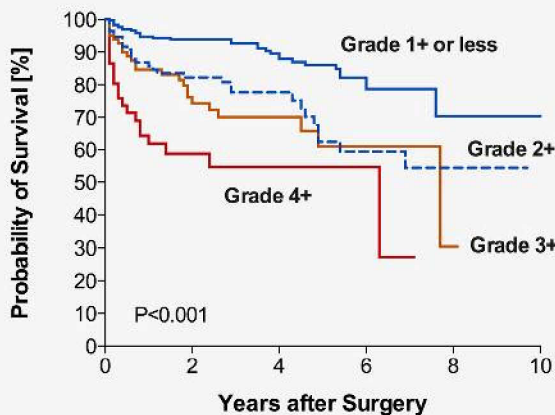 Probability of Survival [%]
100
90
80
70
60
50
40
30
20
10
0
Grade 1+ or less
Grade 2+
Grade 4+
Grade 3+
P<0.001
0 2 4 6 8 10
Years after Surgery